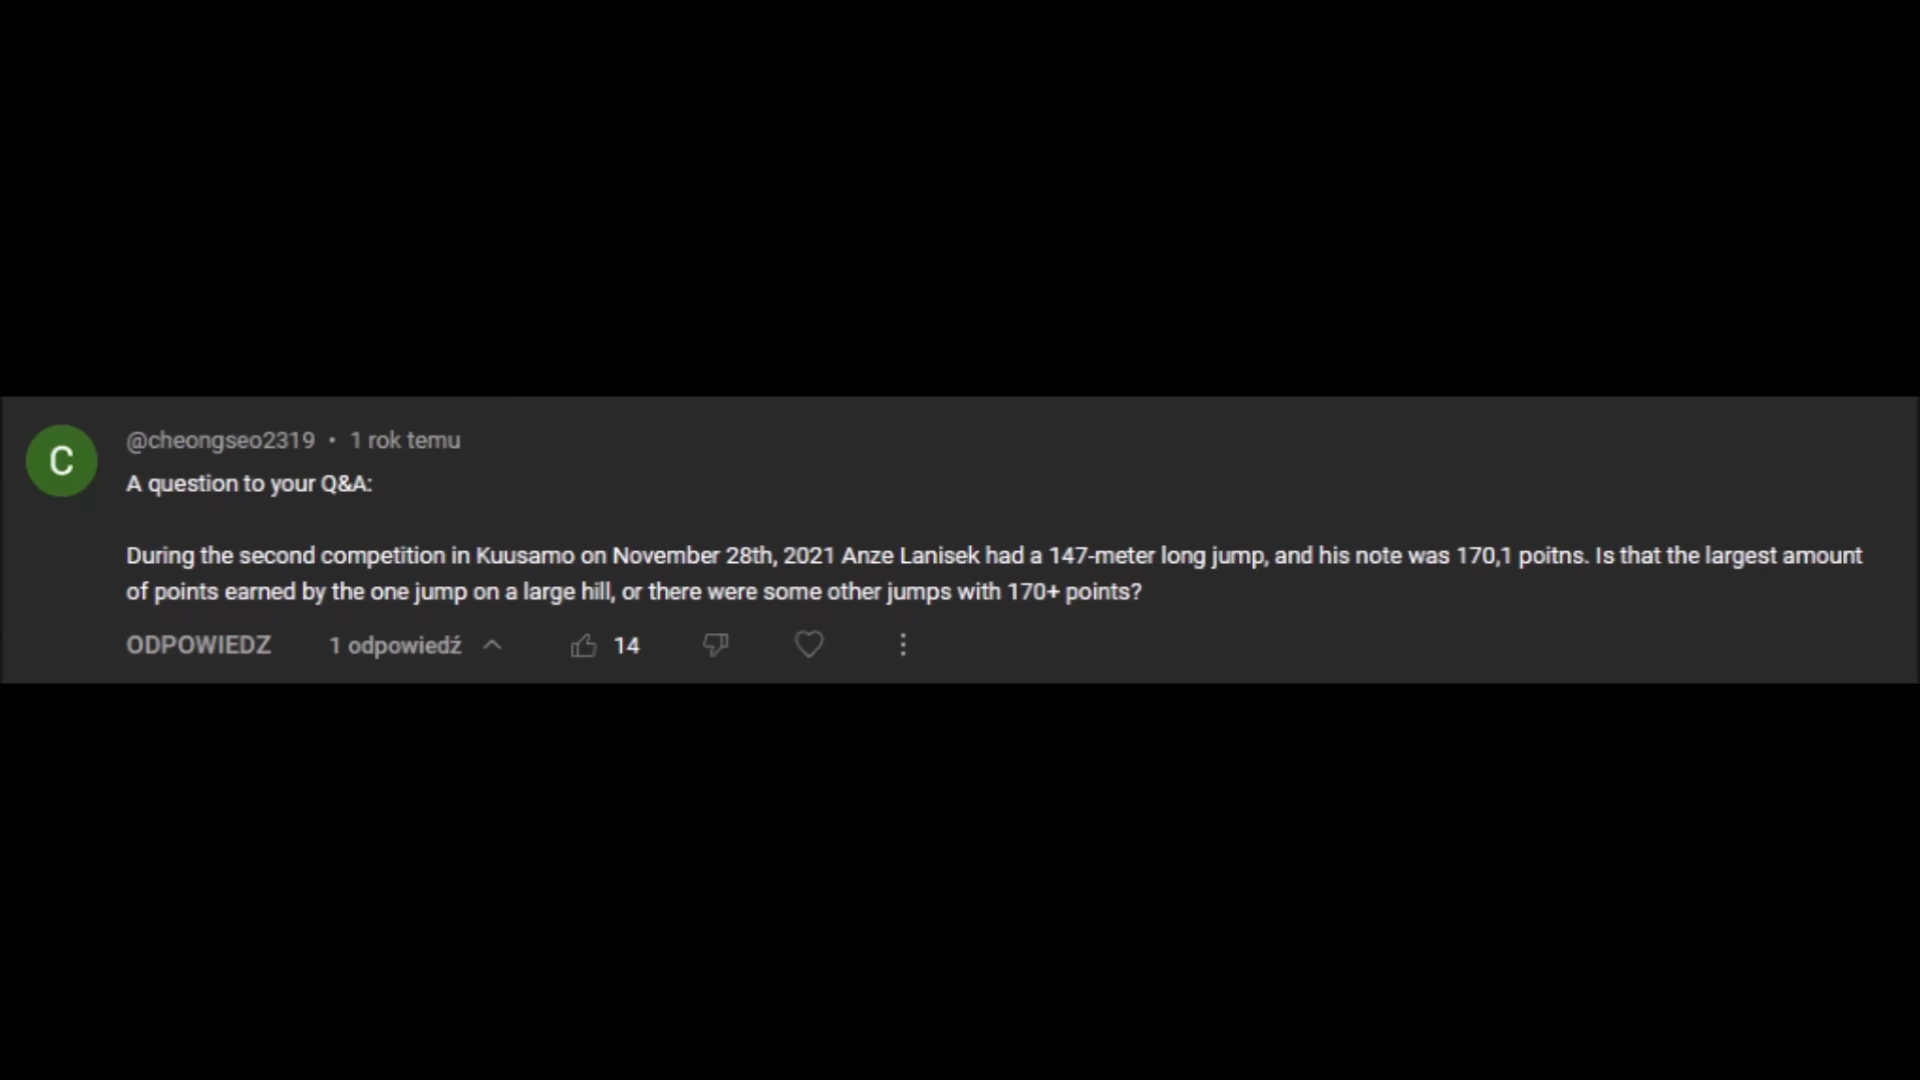 C
@cheongseo2319 • 1 rok temu
A question to your Q&A:
During the second competition in Kuusamo on November 28th, 2021 Anze Lanisek had a 147-meter long jump, and his note was 170,1 poitns. Is that the largest amount
of points earned by the one jump on a large hill, or there were some other jumps with 170+ points?
ODPOWIEDZ 1 odpowiedź 14